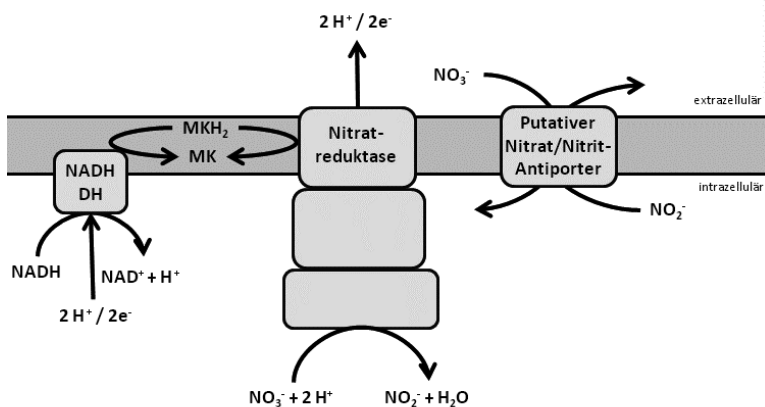 2 H⁺ / 2e⁻
NO₃⁻
extrazellulär
MKH₂
MK
Nitrat-
reduktase
Putativer
Nitrat/Nitrit-
Antiporter
NADH
DH
intrazellulär
NO₂⁻
NADH
NAD⁺ + H⁺
2 H⁺ / 2e⁻
NO₃⁻ + 2 H⁺
NO₂⁻ + H₂O